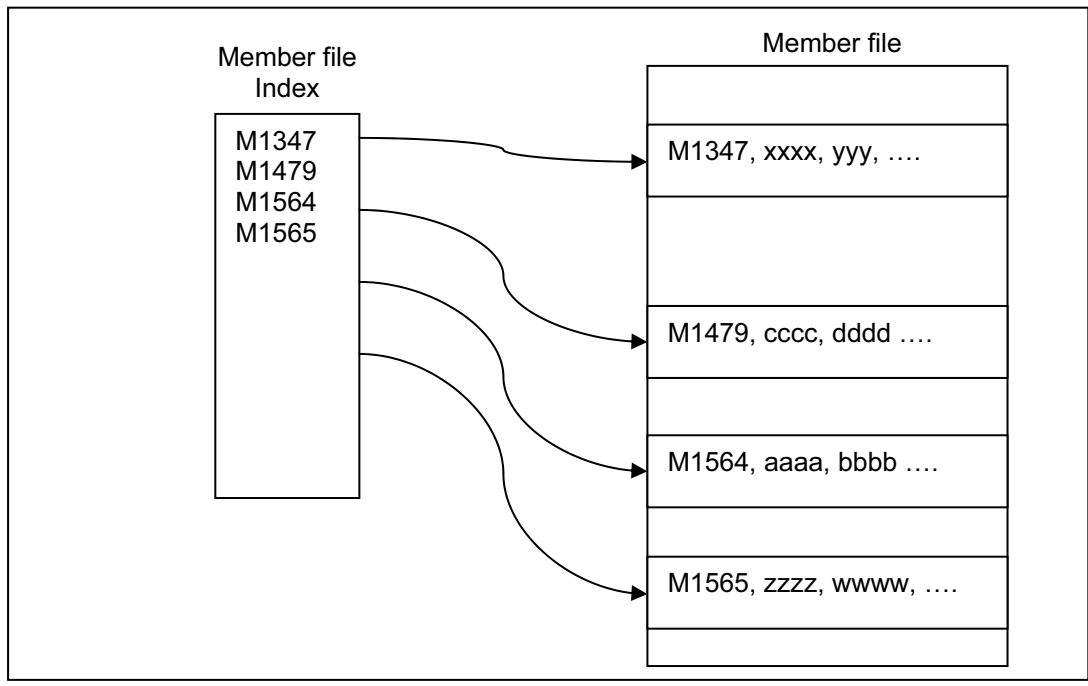 Member file
Index
M1347
M1479
M1564
M1565
Member file
M1347, xxxx, yyy, ….
M1479, cccc, dddd ….
M1564, aaaa, bbbb ….
M1565, zzzz, wwww, ….